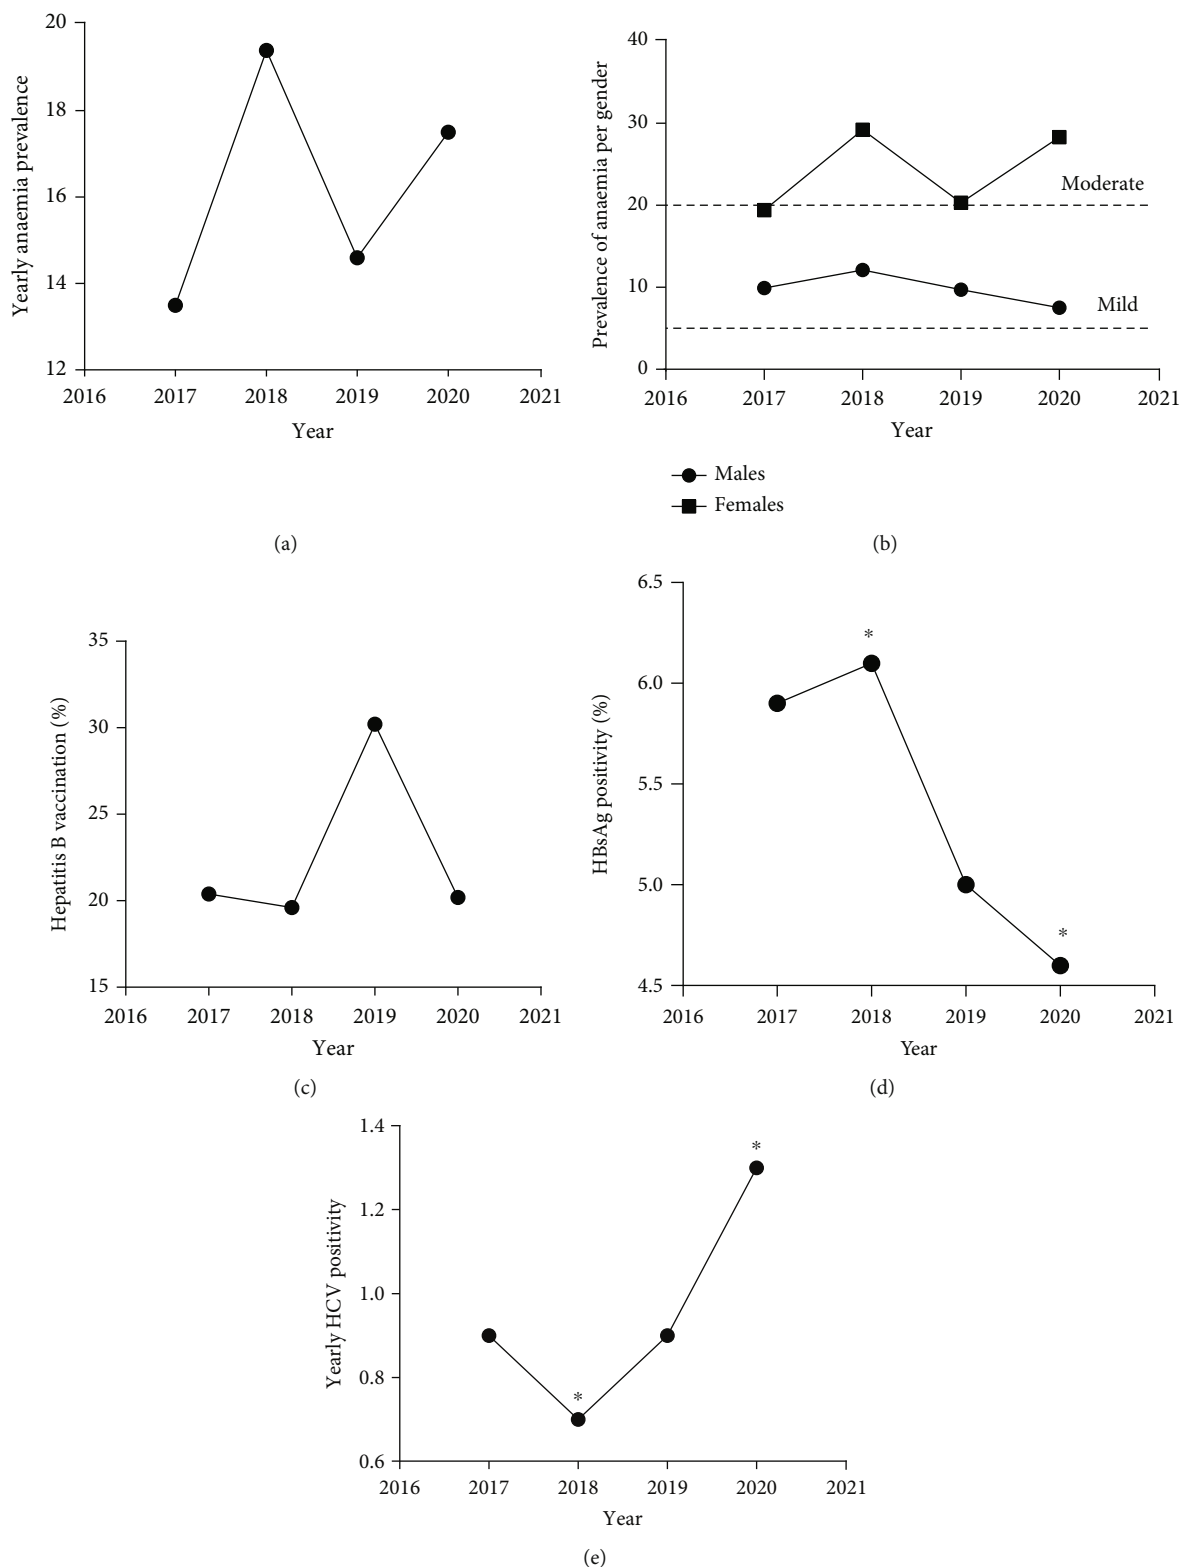 20
18
16
14
12
Yearly anaemia prevalence
2016 2017 2018 2019 2020 2021
Year
(a)
40
30
20
10
0
Prevalence of anaemia per gender
Moderate
Mild
2016 2017 2018 2019 2020 2021
Year
Males
Females
(b)
35
30
25
20
15
Hepatitis B vaccination (%)
2016 2017 2018 2019 2020 2021
Year
(c)
6.5
6.0
5.5
5.0
4.5
HBsAg positivity (%)
*
*
2016 2017 2018 2019 2020 2021
Year
(d)
1.4
1.2
1.0
0.8
0.6
Yearly HCV positivity
*
*
2016 2017 2018 2019 2020 2021
Year
(e)